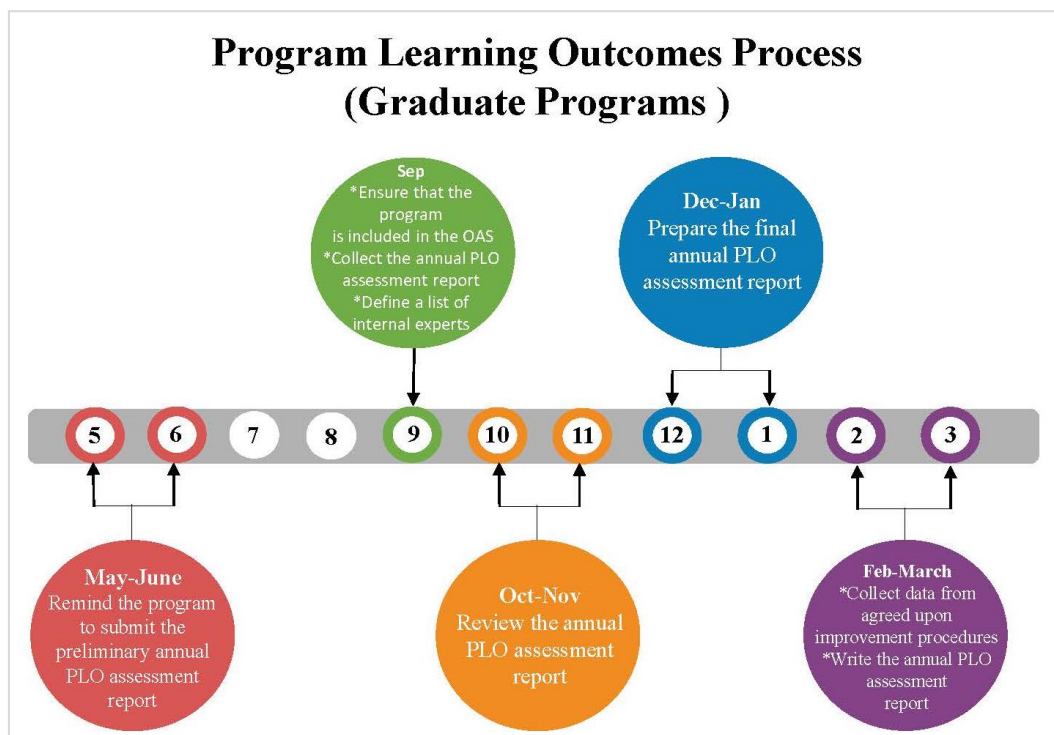 Program Learning Outcomes Process
(Graduate Programs )
Sep
*Ensure that the
program
is included in the OAS
*Collect the annual PLO
assessment report
*Define a list of
internal experts
Dec-Jan
Prepare the final
annual PLO
assessment report
5
6
7
8
9
10
11
12
1
2
3
May-June
Remind the program
to submit the
preliminary annual
PLO assessment
report
Oct-Nov
Review the annual
PLO assessment
report
Feb-March
*Collect data from
agreed upon
improvement procedures
*Write the annual PLO
assessment
report